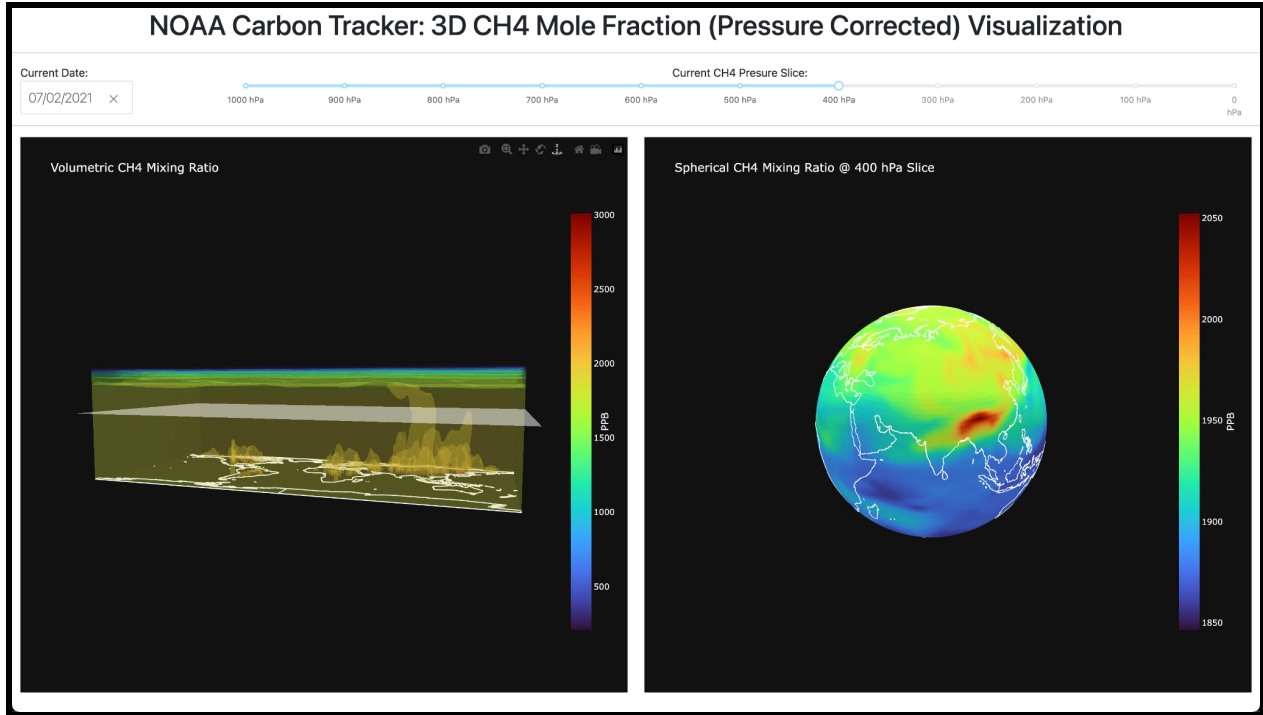 NOAA Carbon Tracker: 3D CH4 Mole Fraction (Pressure Corrected) Visualization
Current Date:
07/02/2021 ×
Current CH4 Presure Slice:
1000 hPa 900 hPa 800 hPa 700 hPa 600 hPa 500 hPa 400 hPa 300 hPa 200 hPa 100 hPa 0
hPa
Volumetric CH4 Mixing Ratio
3000
2500
2000
PPB
1500
1000
500
Spherical CH4 Mixing Ratio @ 400 hPa Slice
2050
2000
1950 PPB
1900
1850